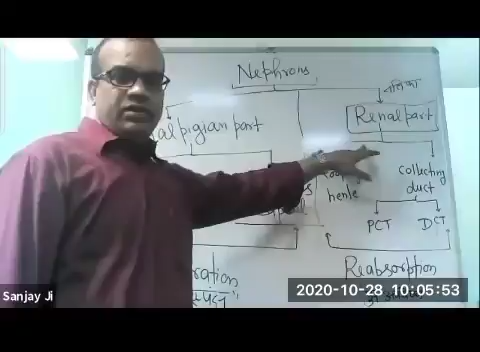 Nephrons
नलिका
alpigian part
Renal part
henle
collecting
duct
PCT
DCT
ration
Reabsorption
2020-10-28 10:05:53
Sanjay Ji